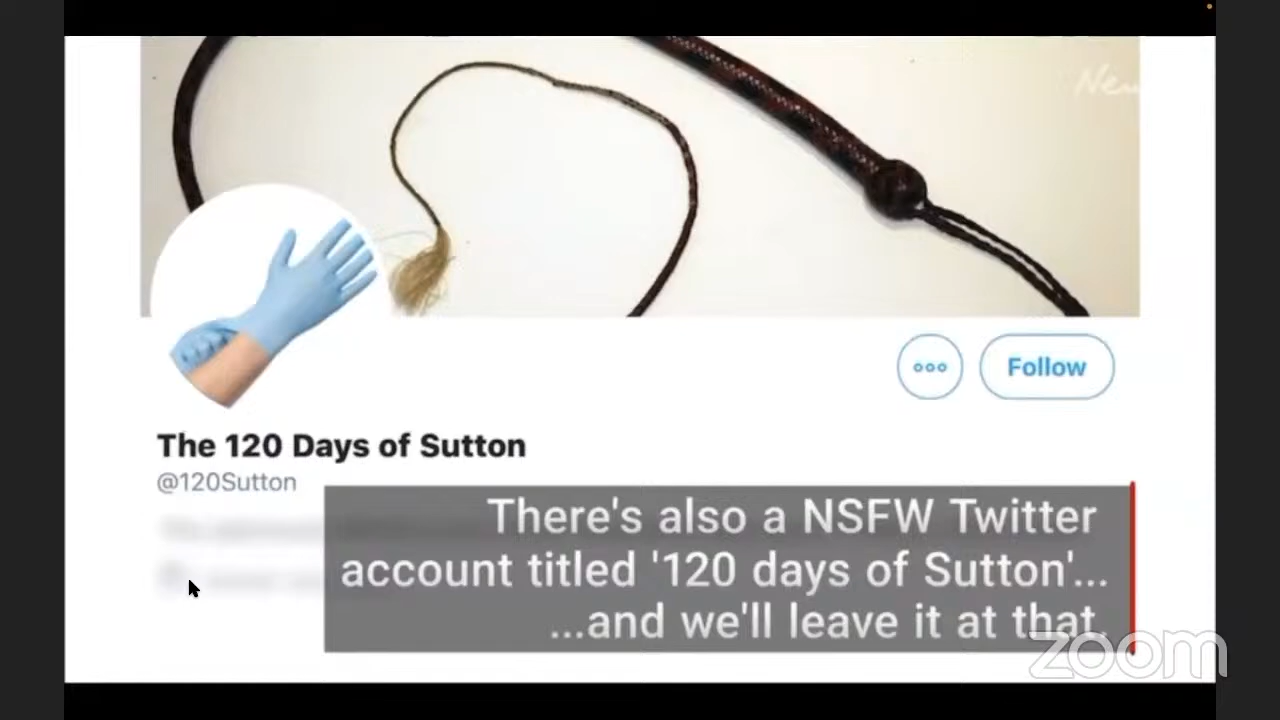 New
Follow
The 120 Days of Sutton
@120Sutton
There's also a NSFW Twitter
account titled '120 days of Sutton'...
...and we'll leave it at that.
zoom